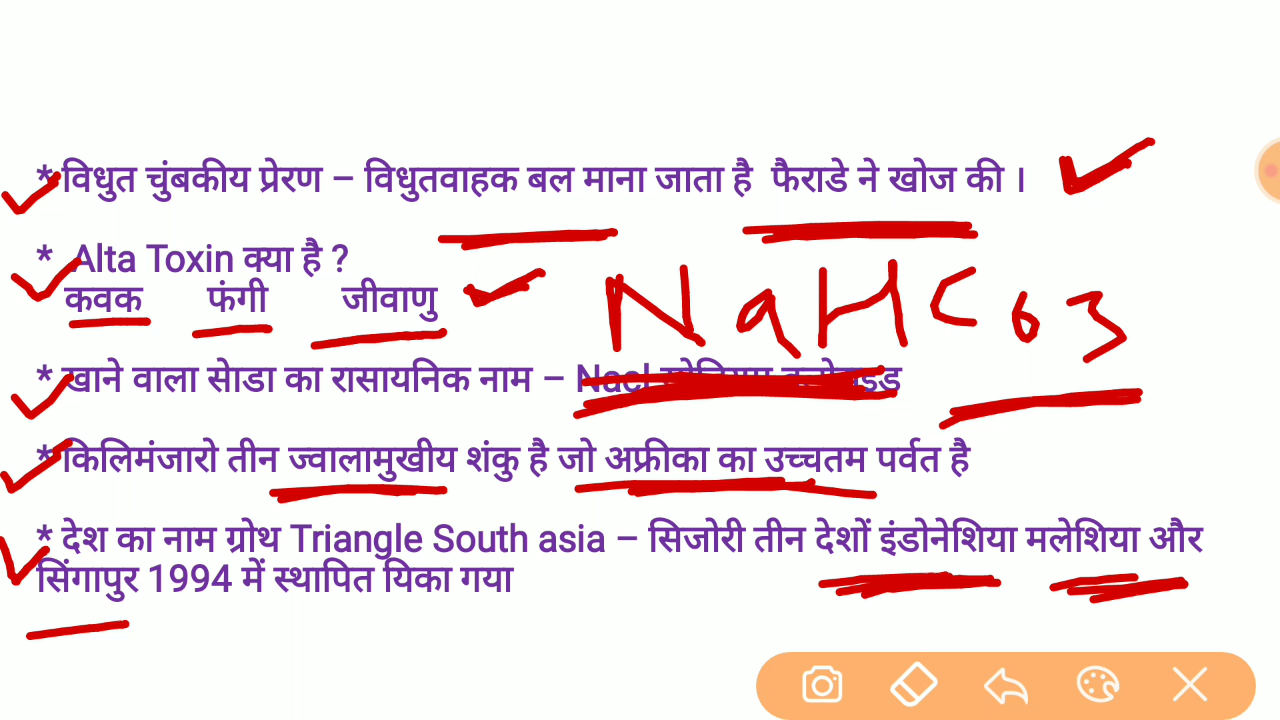 * विधुत चुंबकीय प्रेरण – विधुतवाहक बल माना जाता है फैराडे ने खोज की ।
* Alta Toxin क्या है ?
कवक फंगी जीवाणु
NaHCO3
* खाने वाला सोडा का रासायनिक नाम – Nacl
* किलिमंजारो तीन ज्वालामुखीय शंकु है जो अफ्रीका का उच्चतम पर्वत है
* देश का नाम ग्रोथ Triangle South asia – सिजोरी तीन देशों इंडोनेशिया मलेशिया और
सिंगापुर 1994 में स्थापित यिका गया